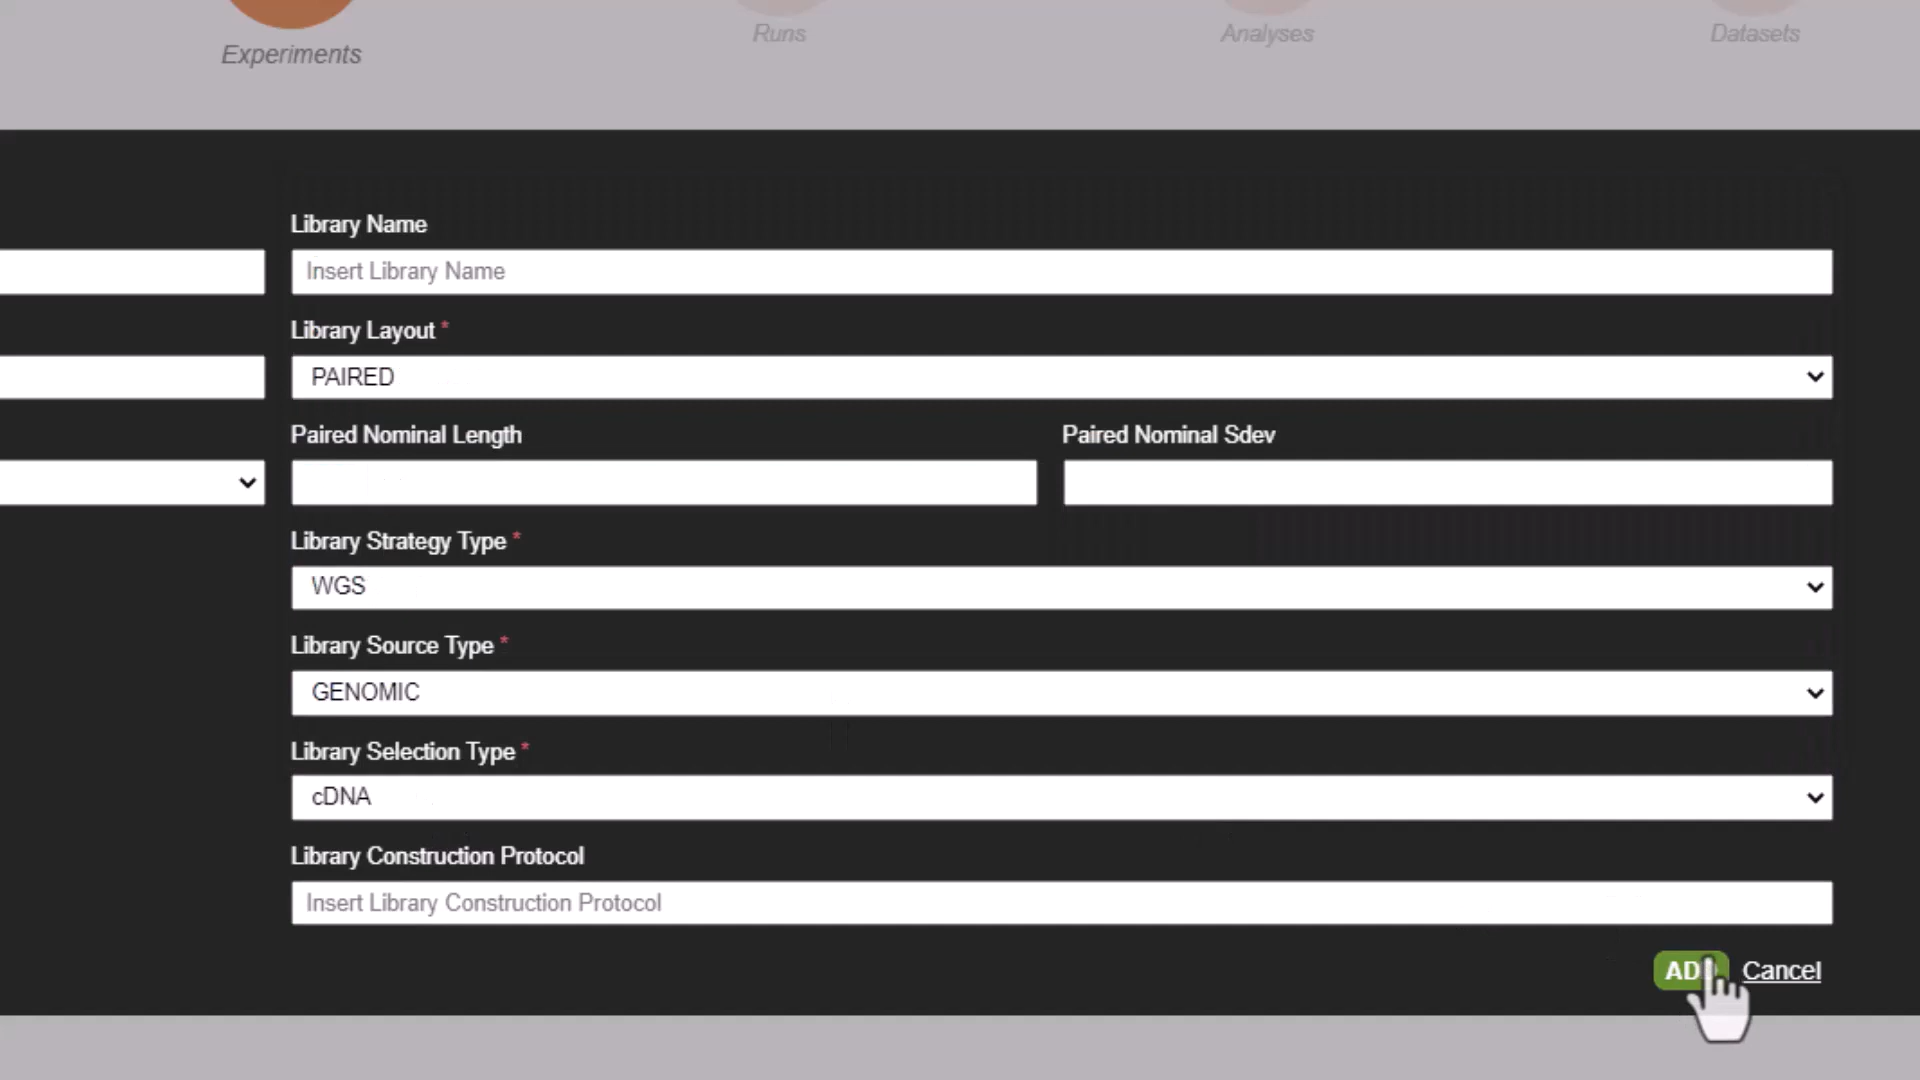 Experiments
Runs
Analyses
Datasets
Library Name
Insert Library Name
Library Layout *
PAIRED
Paired Nominal Length
Paired Nominal Sdev
Library Strategy Type *
WGS
Library Source Type *
GENOMIC
Library Selection Type *
cDNA
Library Construction Protocol
Insert Library Construction Protocol
AD
Cancel